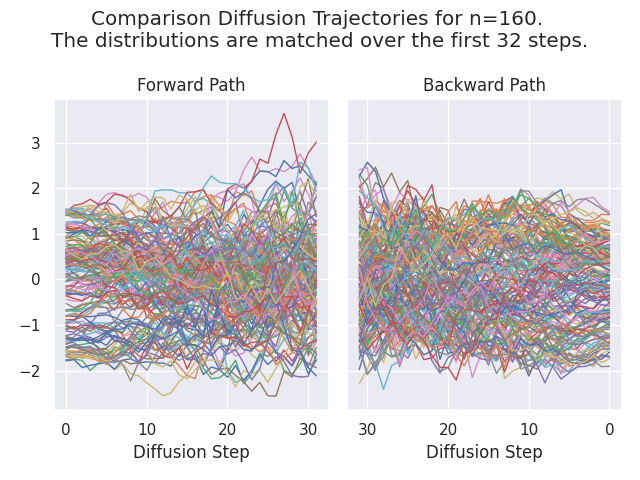 Comparison Diffusion Trajectories for n=160.
The distributions are matched over the first 32 steps.
Forward Path
Backward Path
3
2
1
0
−1
−2
0
10
20
30
30
20
10
0
Diffusion Step
Diffusion Step